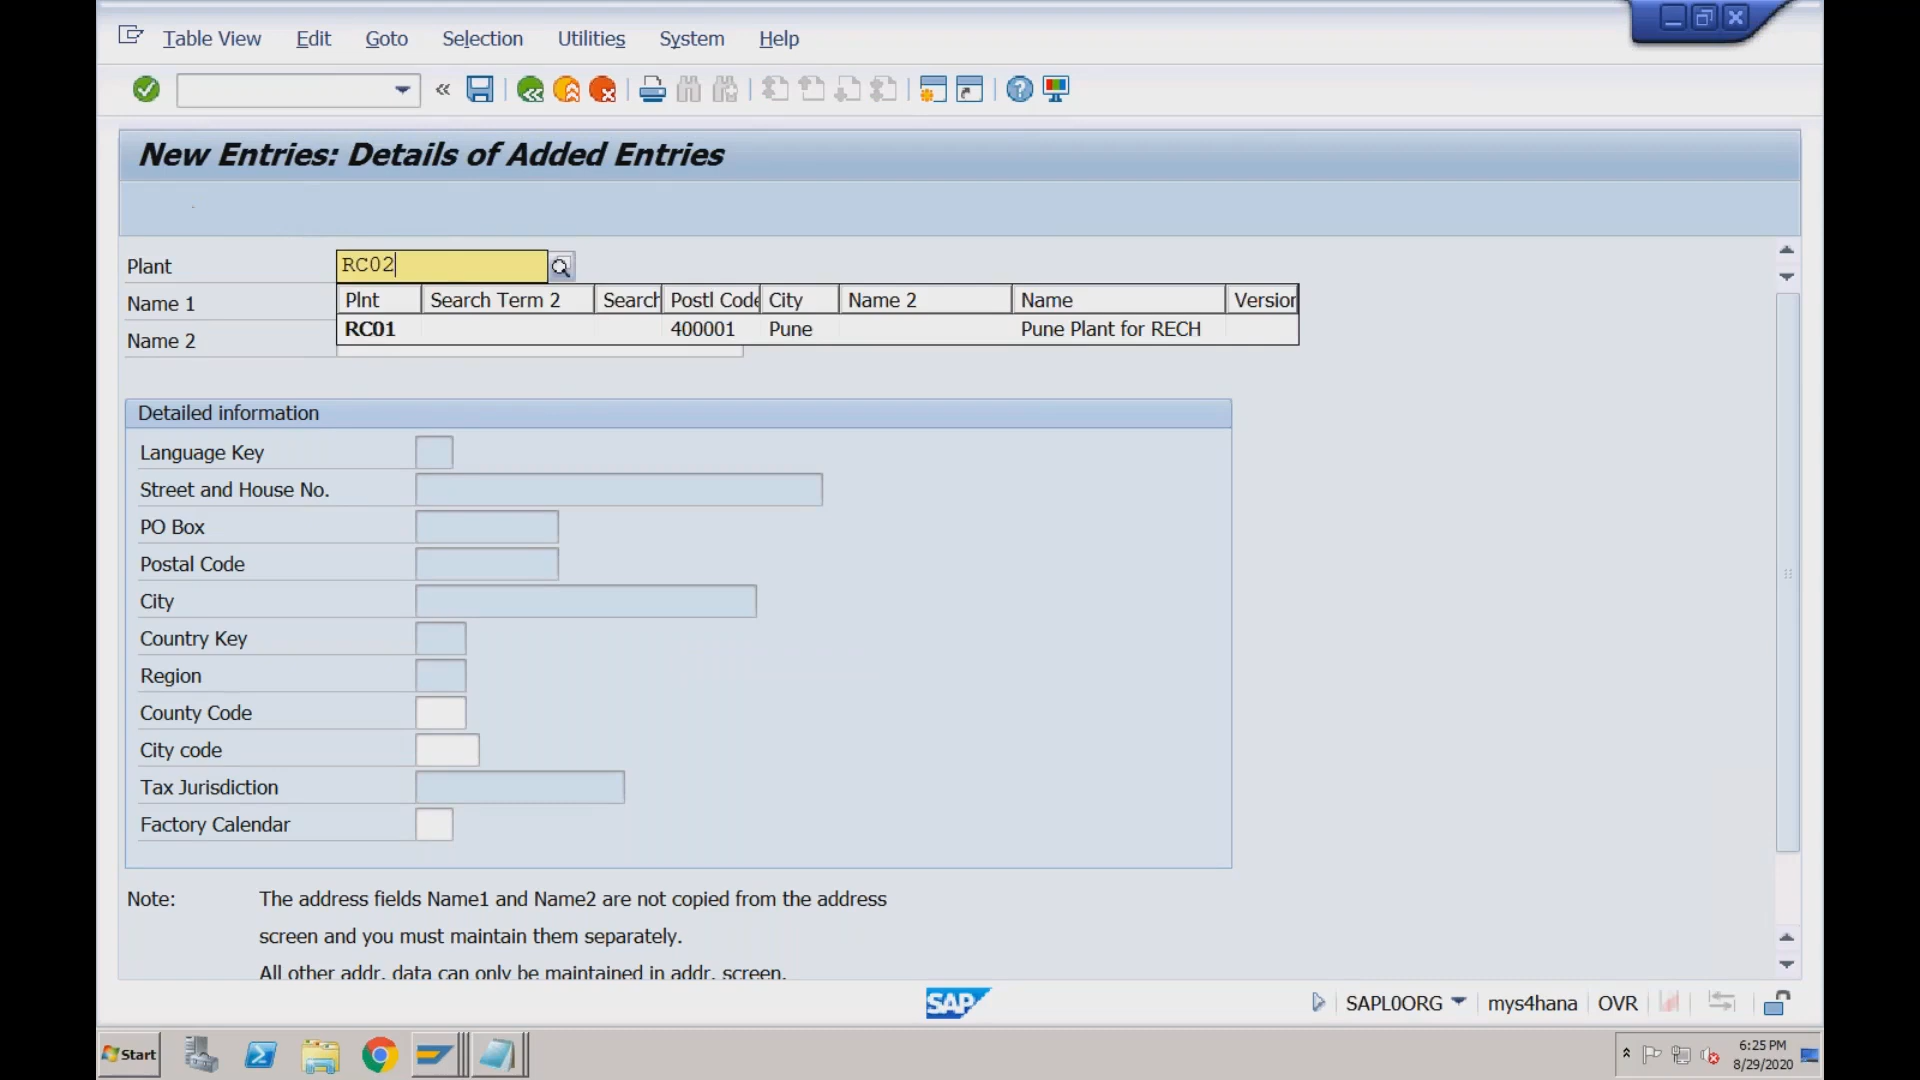 Table View Edit Goto Selection Utilities System Help
New Entries: Details of Added Entries
Plant RC02
Plnt Search Term 2 Search Postl Code City Name 2 Name Version
RC01 400001 Pune Pune Plant for RECH
Name 1
Name 2
Detailed information
Language Key
Street and House No.
PO Box
Postal Code
City
Country Key
Region
County Code
City code
Tax Jurisdiction
Factory Calendar
Note: The address fields Name1 and Name2 are not copied from the address
screen and you must maintain them separately.
All other addr. data can only be maintained in addr. screen.
SAP SAPL0ORG mys4hana OVR
Start 6:25 PM
8/29/2020